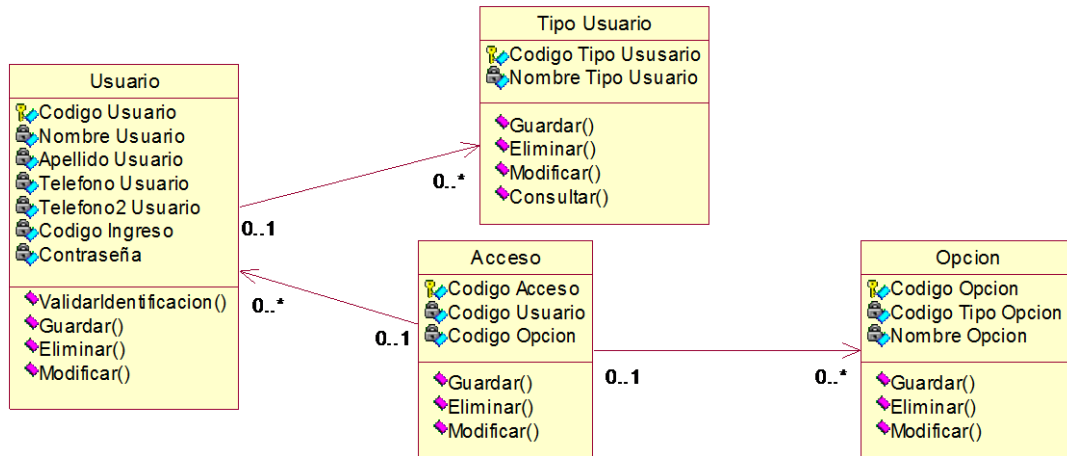 Usuario
Codigo Usuario
Nombre Usuario
Apellido Usuario
Telefono Usuario
Telefono2 Usuario
Codigo Ingreso
Contraseña
ValidarIdentificacion()
Guardar()
Eliminar()
Modificar()
0..1
0..*
Tipo Usuario
Codigo Tipo Ususario
Nombre Tipo Usuario
Guardar()
Eliminar()
Modificar()
Consultar()
0..*
Acceso
Codigo Acceso
Codigo Usuario
Codigo Opcion
Guardar()
Eliminar()
Modificar()
0..1
0..1
0..*
Opcion
Codigo Opcion
Codigo Tipo Opcion
Nombre Opcion
Guardar()
Eliminar()
Modificar()